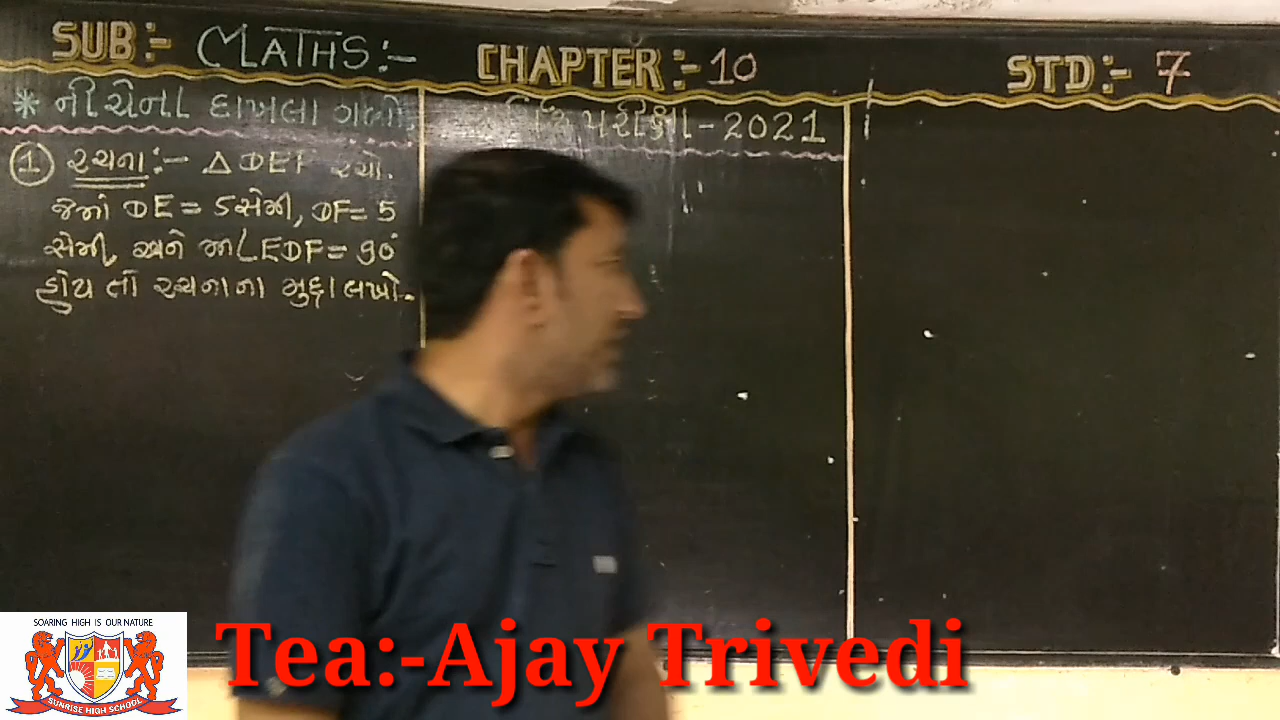 SUB:- MATHS:-
CHAPTER:- 10
STD:- 7
* નીચેના દાખલા ગણો.
પરીક્ષા-2021
① રચના:- △DEF રચો.
જેમાં DE = 5સેમી, DF= 5
સેમી, અને m∠EDF= 90°
હોય તો રચનાના મુદ્દા લખો.
SOARING HIGH IS OUR NATURE
SUNRISE HIGH SCHOOL
Tea:-Ajay Trivedi